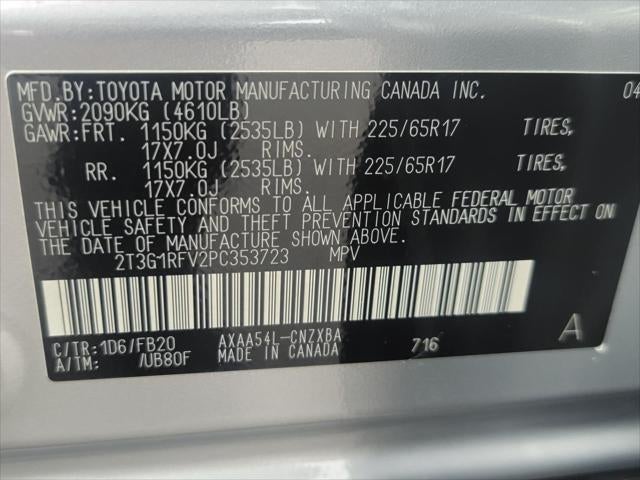 MFD.BY:TOYOTA MOTOR MANUFACTURING CANADA INC. 04
GVWR:2090KG (4610LB)
GAWR:FRT. 1150KG (2535LB) WITH 225/65R17 TIRES,
17X7.0J RIMS.
RR. 1150KG (2535LB) WITH 225/65R17 TIRES,
17X7.0J RIMS.
THIS VEHICLE CONFORMS TO ALL APPLICABLE FEDERAL MOTOR
VEHICLE SAFETY AND THEFT PREVENTION STANDARDS IN EFFECT ON
THE DATE OF MANUFACTURE SHOWN ABOVE.
2T3G1RFV2PC353723 MPV
C/TR:1D6/FB20 AXAA54L-CNZXBA 716 A
A/TM: /UB80F MADE IN CANADA